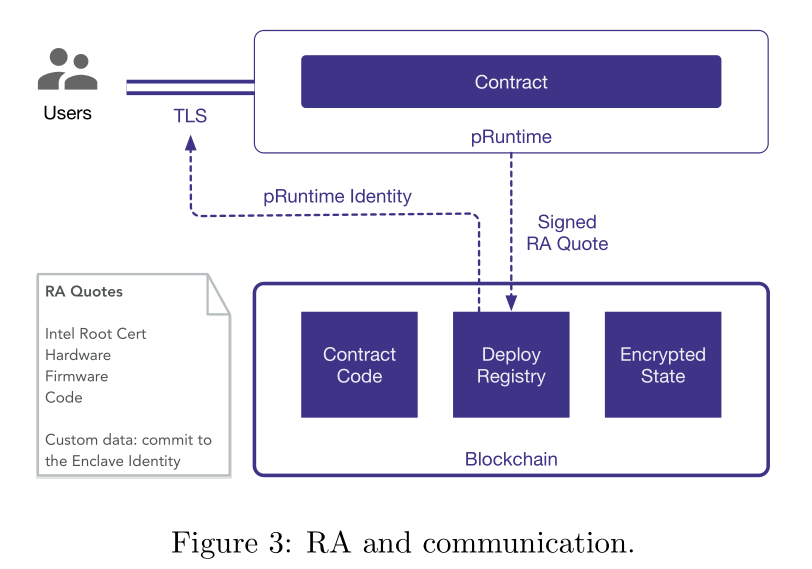 Contract
Users
TLS
pRuntime
pRuntime Identity
Signed
RA Quote
RA Quotes
Intel Root Cert
Hardware
Firmware
Code
Custom data: commit to
the Enclave Identity
Contract
Code
Deploy
Registry
Encrypted
State
Blockchain
Figure 3: RA and communication.